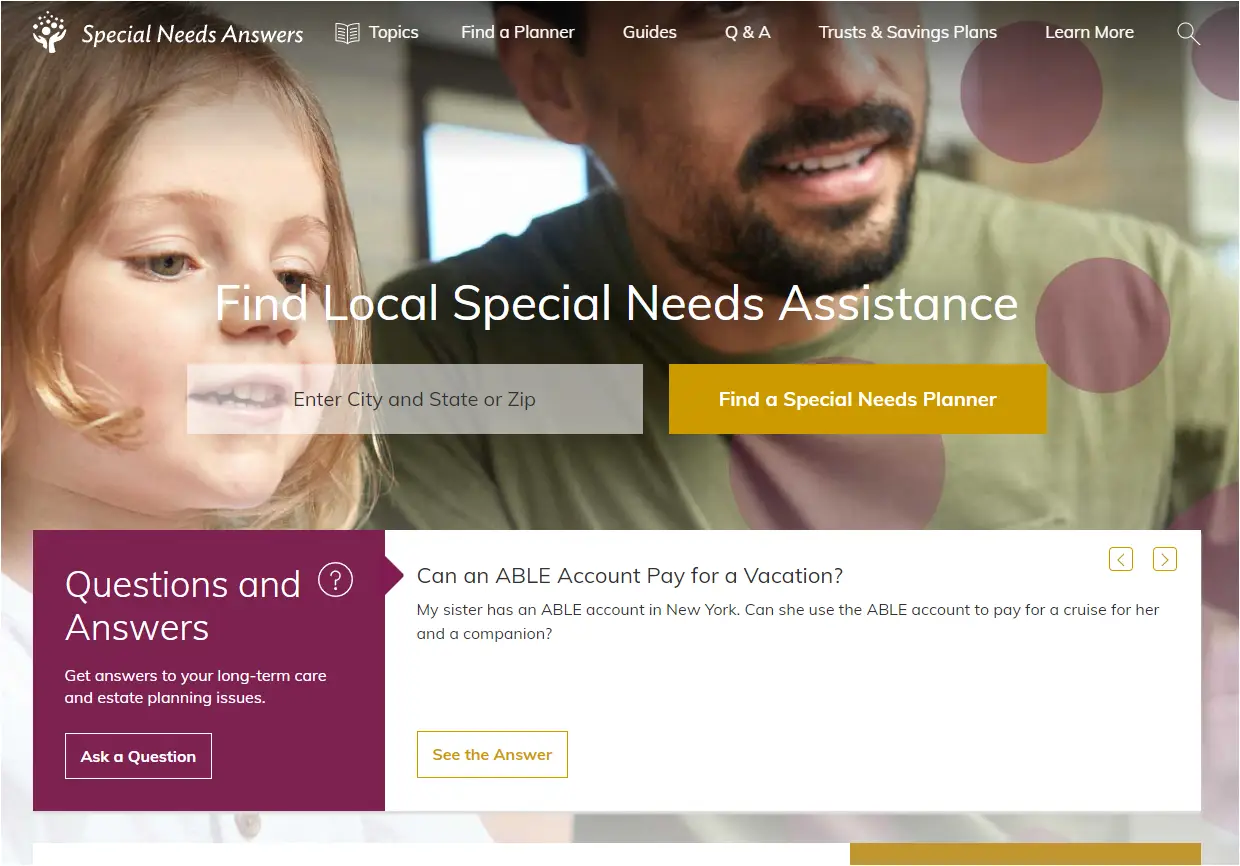 Special Needs Answers
Topics
Find a Planner
Guides
Q & A
Trusts & Savings Plans
Learn More
Find Local Special Needs Assistance
Enter City and State or Zip
Find a Special Needs Planner
Questions and
Answers
?
Get answers to your long-term care
and estate planning issues.
Ask a Question
Can an ABLE Account Pay for a Vacation?
My sister has an ABLE account in New York. Can she use the ABLE account to pay for a cruise for her
and a companion?
See the Answer